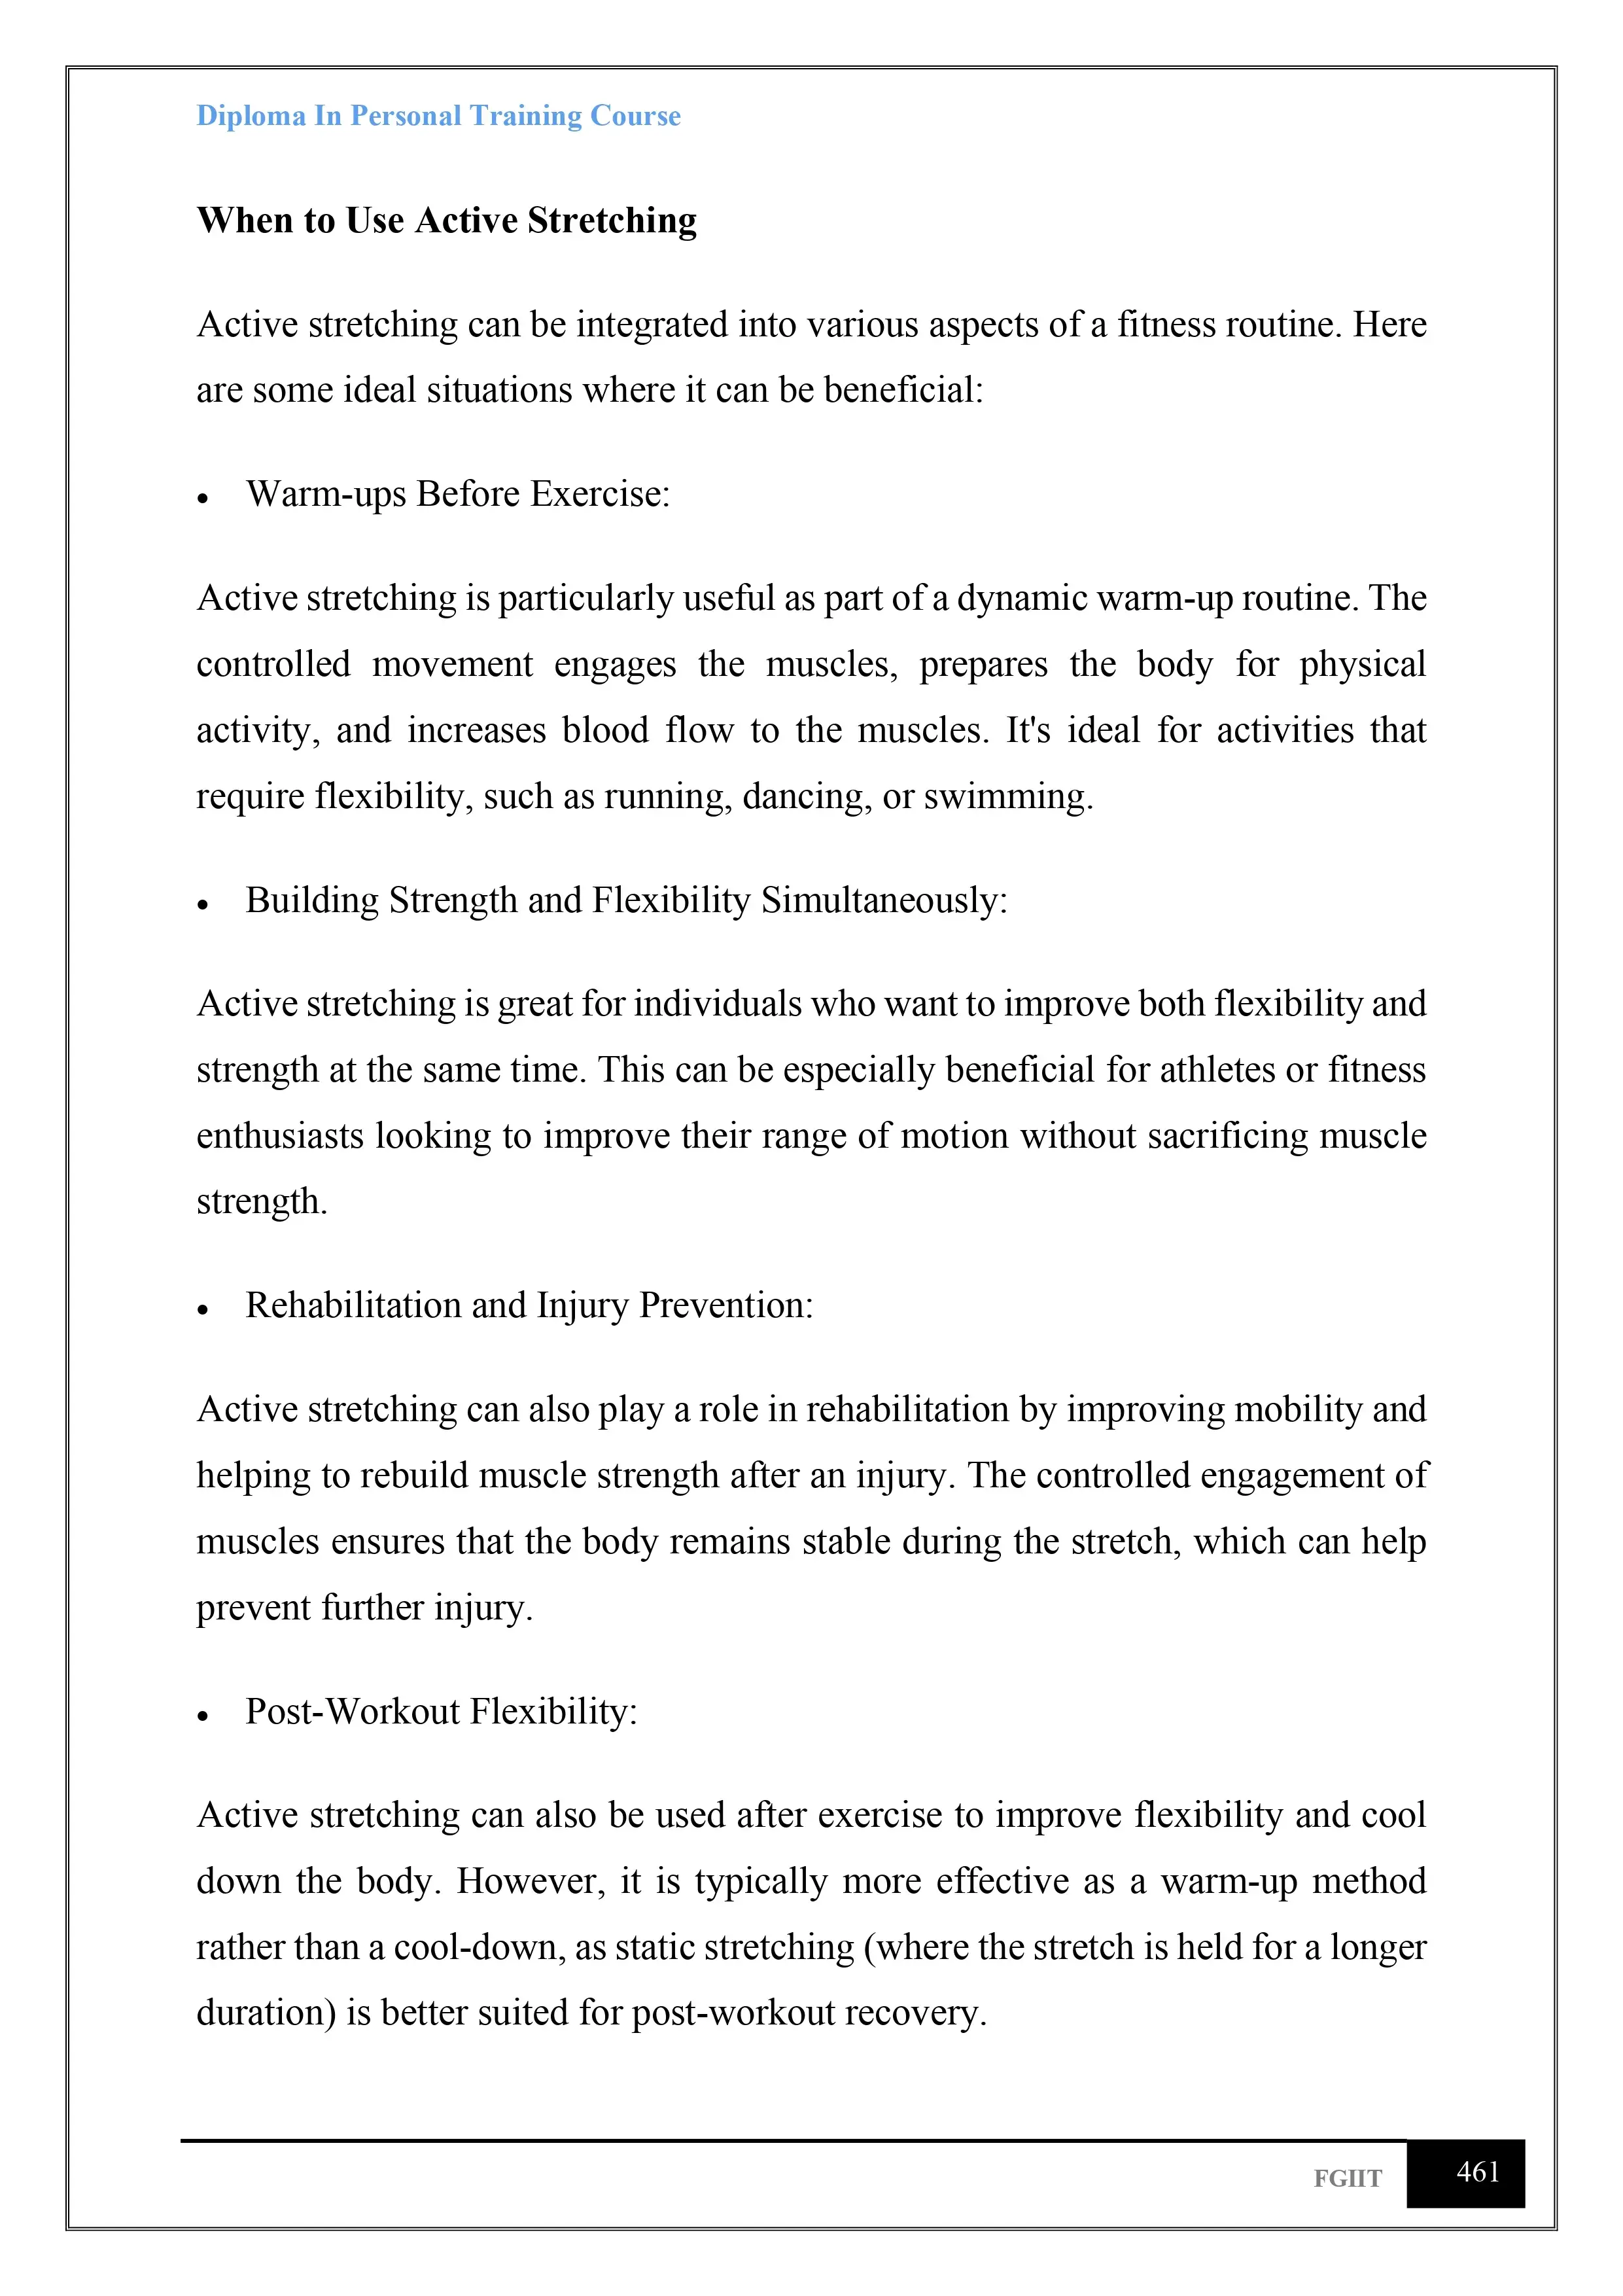 Diploma In Personal Training Course
When to Use Active Stretching
Active stretching can be integrated into various aspects of a fitness routine. Here
are some ideal situations where it can be beneficial:
• Warm-ups Before Exercise:
Active stretching is particularly useful as part of a dynamic warm-up routine. The
controlled movement engages the muscles, prepares the body for physical
activity, and increases blood flow to the muscles. It's ideal for activities that
require flexibility, such as running, dancing, or swimming.
• Building Strength and Flexibility Simultaneously:
Active stretching is great for individuals who want to improve both flexibility and
strength at the same time. This can be especially beneficial for athletes or fitness
enthusiasts looking to improve their range of motion without sacrificing muscle
strength.
• Rehabilitation and Injury Prevention:
Active stretching can also play a role in rehabilitation by improving mobility and
helping to rebuild muscle strength after an injury. The controlled engagement of
muscles ensures that the body remains stable during the stretch, which can help
prevent further injury.
• Post-Workout Flexibility:
Active stretching can also be used after exercise to improve flexibility and cool
down the body. However, it is typically more effective as a warm-up method
rather than a cool-down, as static stretching (where the stretch is held for a longer
duration) is better suited for post-workout recovery.
FGIIT 461